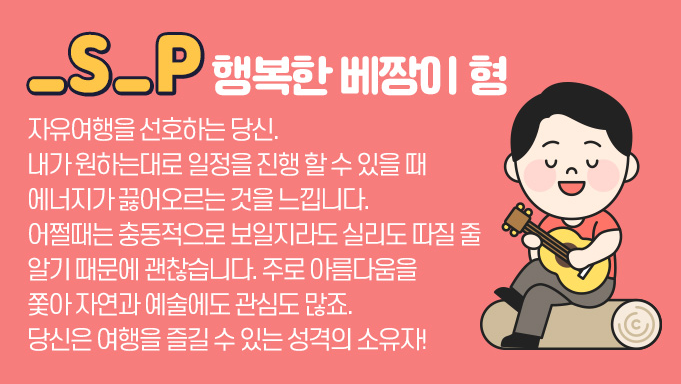 _S_P 행복한 베짱이 형
자유여행을 선호하는 당신.
내가 원하는대로 일정을 진행 할 수 있을 때
에너지가 끓어오르는 것을 느낍니다.
어쩔때는 충동적으로 보일지라도 실리도 따질 줄
알기 때문에 괜찮습니다. 주로 아름다움을
쫓아 자연과 예술에도 관심도 많죠.
당신은 여행을 즐길 수 있는 성격의 소유자!